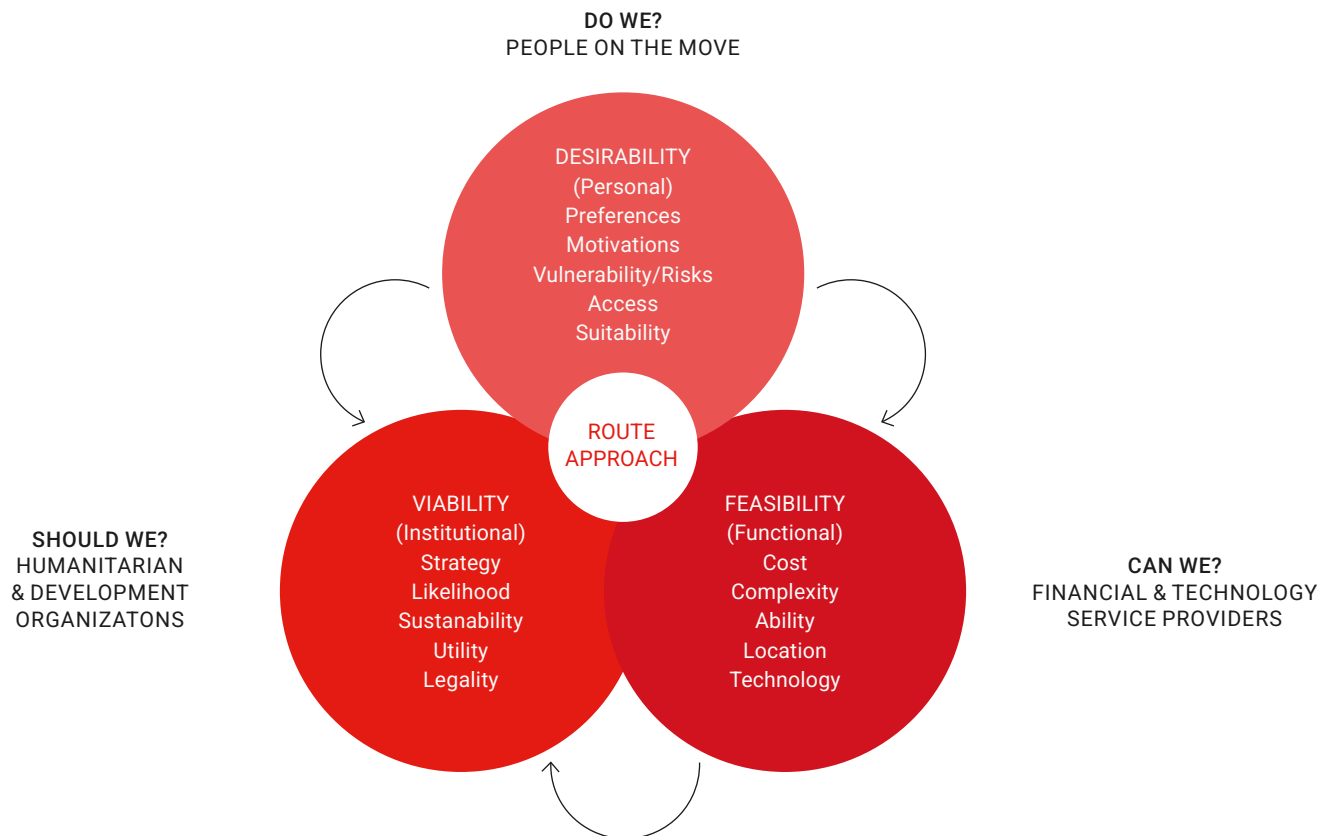 DO WE?
PEOPLE ON THE MOVE
DESIRABILITY
(Personal)
Preferences
Motivations
Vulnerability/Risks
Access
Suitability
ROUTE
APPROACH
SHOULD WE?
HUMANITARIAN
& DEVELOPMENT
ORGANIZATONS
VIABILITY
(Institutional)
Strategy
Likelihood
Sustanability
Utility
Legality
FEASIBILITY
(Functional)
Cost
Complexity
Ability
Location
Technology
CAN WE?
FINANCIAL & TECHNOLOGY
SERVICE PROVIDERS